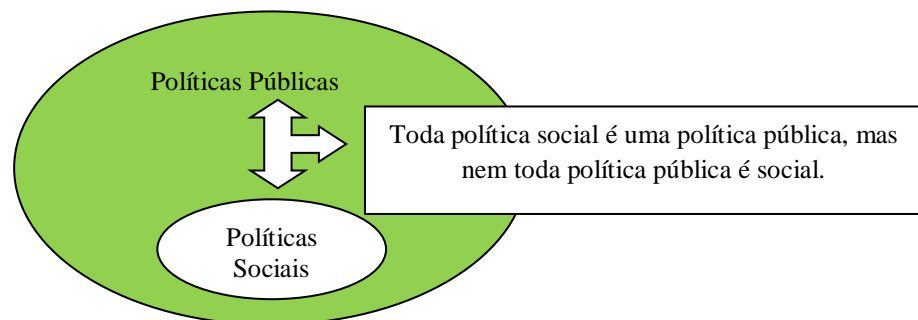 Políticas Públicas
Toda política social é uma política pública, mas
nem toda política pública é social.
Políticas
Sociais